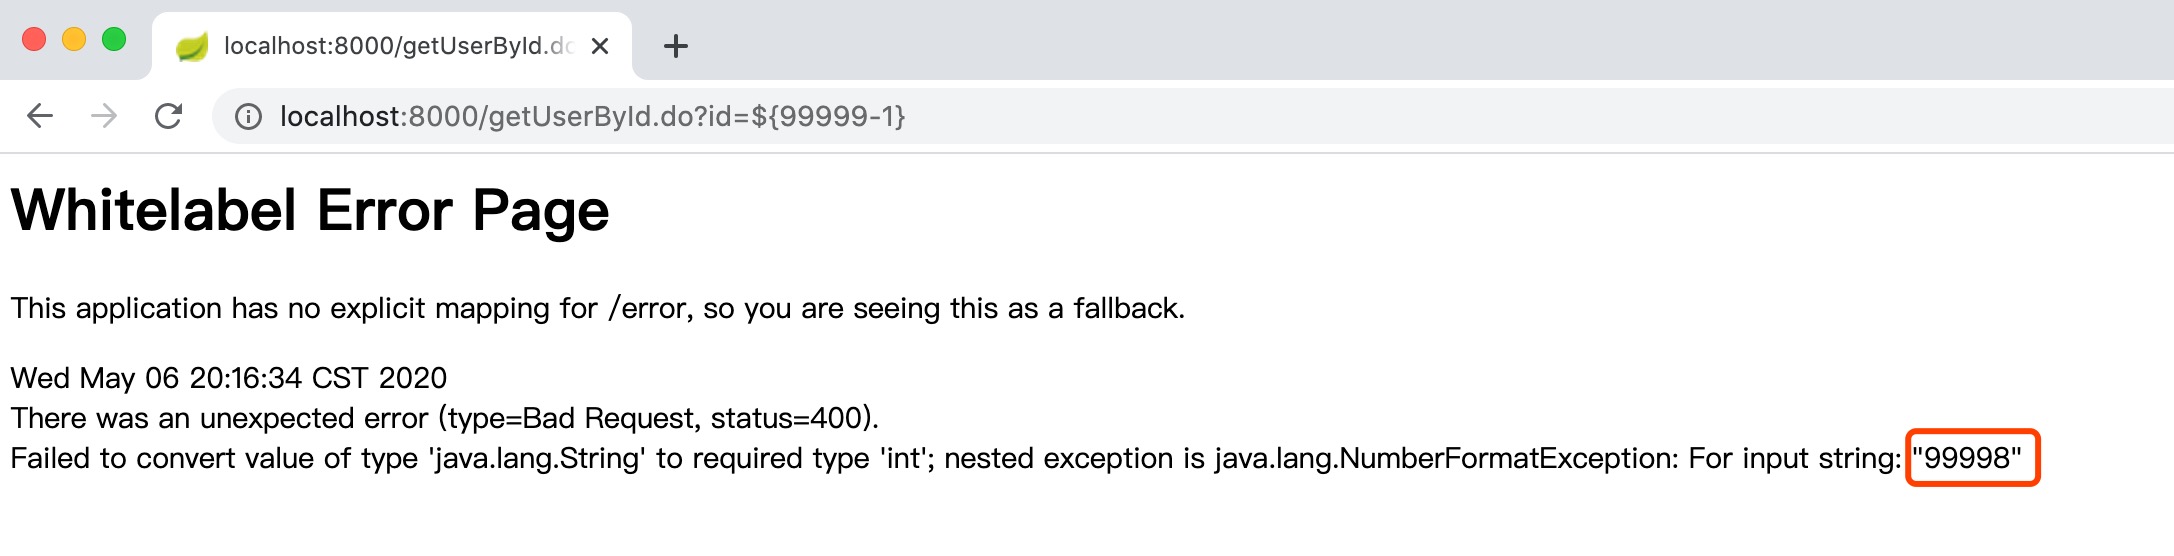 localhost:8000/getUserById.do
localhost:8000/getUserById.do?id=${99999-1}
Whitelabel Error Page
This application has no explicit mapping for /error, so you are seeing this as a fallback.
Wed May 06 20:16:34 CST 2020
There was an unexpected error (type=Bad Request, status=400).
Failed to convert value of type 'java.lang.String' to required type 'int'; nested exception is java.lang.NumberFormatException: For input string: "99998"